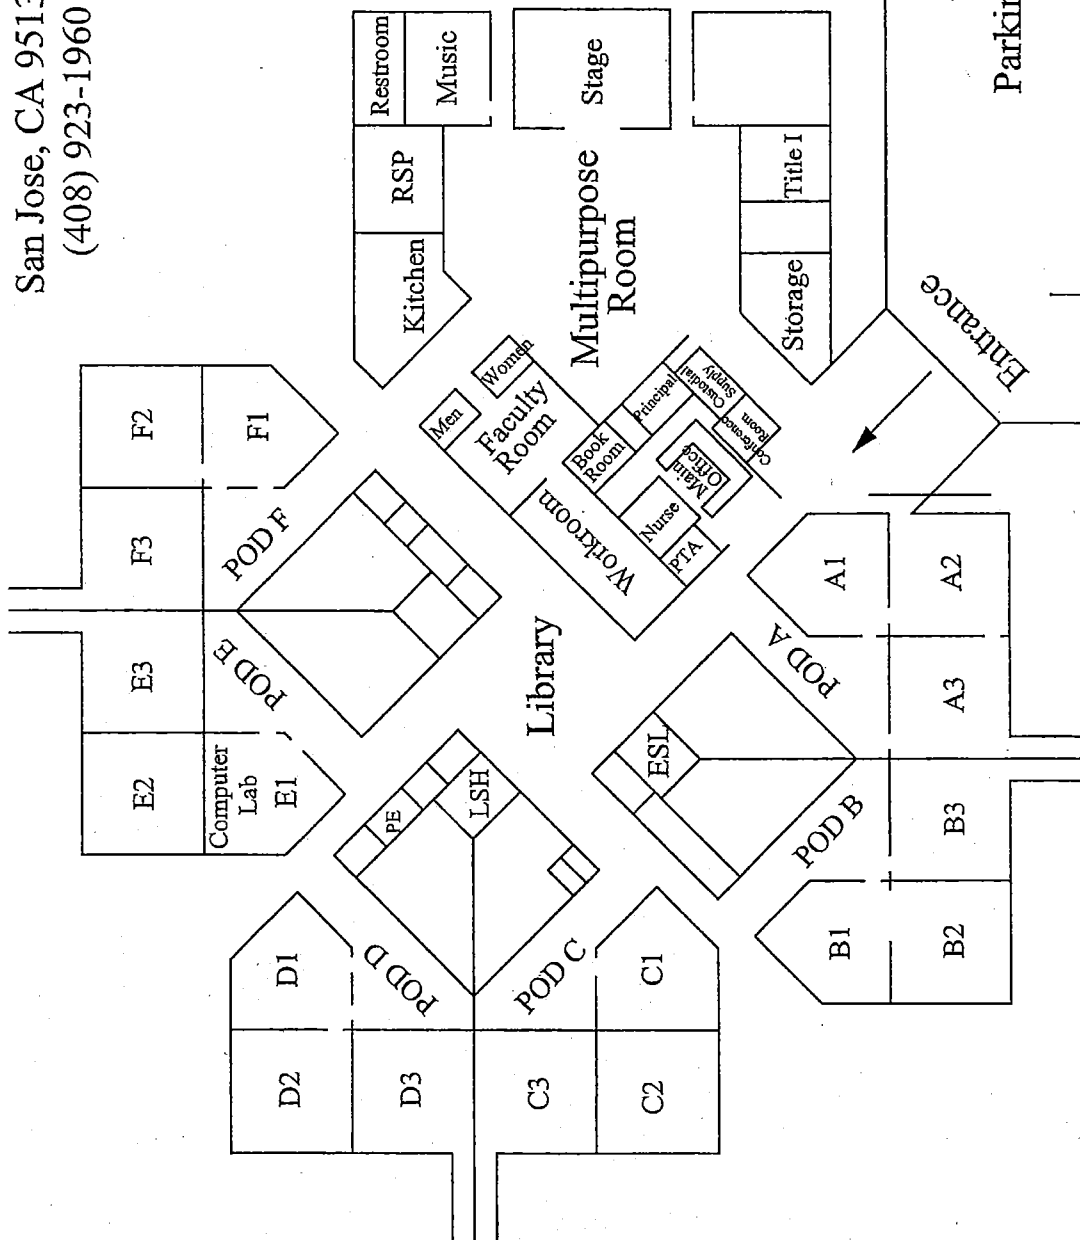 San Jose, CA 9513
(408) 923-1960
Restroom
Music
Stage
RSP
Kitchen
Multipurpose
Room
Title I
Storage
Parkin
Entrance
Women
Men
Faculty
Room
Principal
Custodial
Supply
Conference
Room
Book
Room
Main
Office
Nurse
PTA
Workroom
Library
F2
F1
F3
POD F
E3
POD E
E2
Computer
Lab
E1
PE
LSH
ESL
A1
A2
A3
POD A
POD B
B3
B1
B2
D1
POD D
D2
D3
POD C
C1
C3
C2